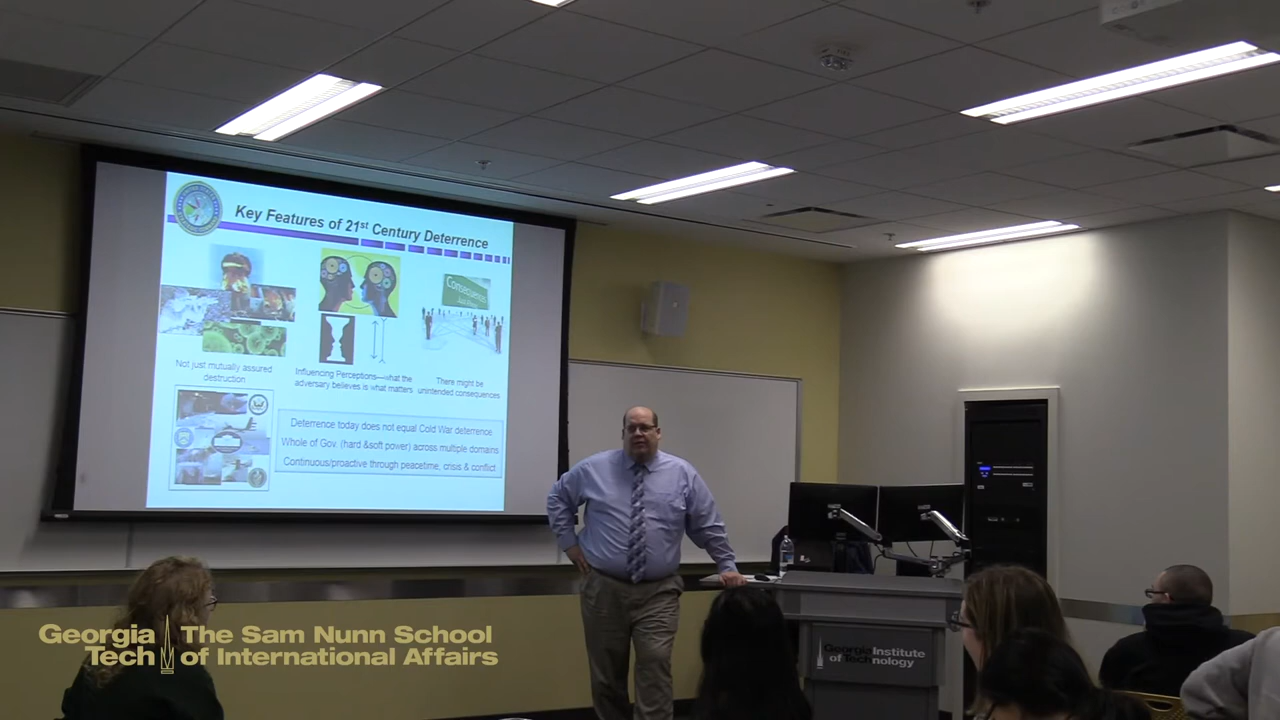 Key Features of 21st Century Deterrence
Consequences
Not just mutually assured
destruction
Influencing Perceptions—what the
adversary believes is what matters
There might be
unintended consequences
Deterrence today does not equal Cold War deterrence
Whole of Gov. (hard &soft power) across multiple domains
Continuous/proactive through peacetime, crisis & conflict
Georgia Institute
of Technology
Georgia Tech
The Sam Nunn School
of International Affairs